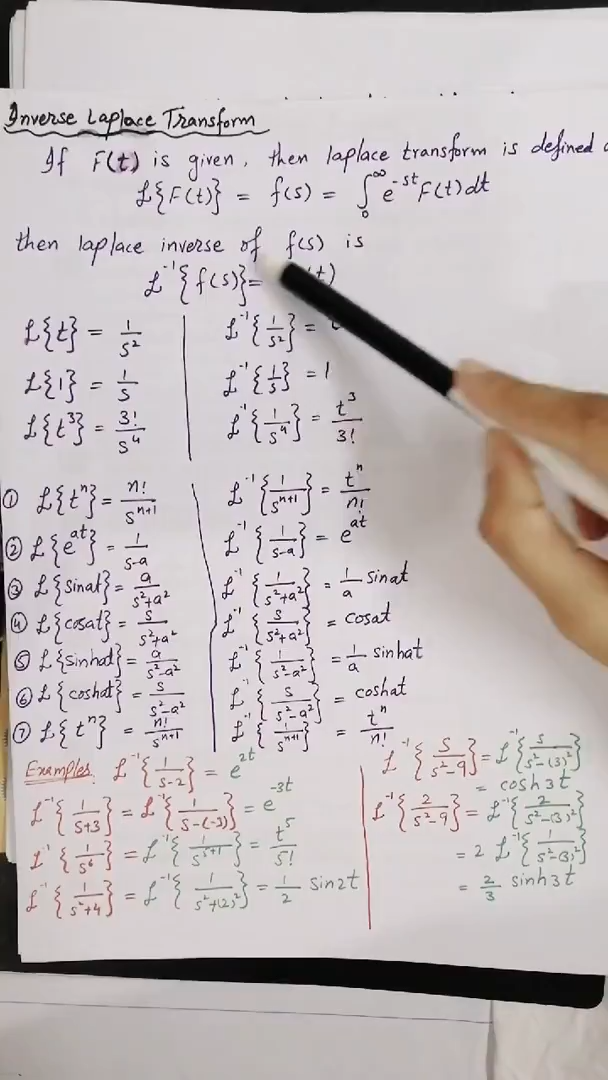 Inverse Laplace Transform
If F(t) is given, then laplace transform is defined
ℒ{F(t)} = f(s) = ∫₀^∞ e^-st F(t)dt
then laplace inverse of f(s) is
ℒ⁻¹{f(s)} = (t)
ℒ{t} = 1/s²
ℒ⁻¹{1/s²} =
ℒ{1} = 1/s
ℒ⁻¹{1/s} = 1
ℒ{t³} = 3!/s⁴
ℒ⁻¹{1/s⁴} = t³/3!
① ℒ{tⁿ} = n!/sⁿ⁺¹
ℒ⁻¹{1/sⁿ⁺¹} = tⁿ/n!
② ℒ{e^at} = 1/s-a
ℒ⁻¹{1/s-a} = e^at
③ ℒ{sinat} = a/s²+a²
ℒ⁻¹{1/s²+a²} = 1/a sinat
④ ℒ{cosat} = s/s²+a²
ℒ⁻¹{s/s²+a²} = cosat
⑤ ℒ{sinhat} = a/s²-a²
ℒ⁻¹{1/s²-a²} = 1/a sinhat
⑥ ℒ{coshat} = s/s²-a²
ℒ⁻¹{s/s²-a²} = coshat
⑦ ℒ{tⁿ} = n!/sⁿ⁺¹
ℒ⁻¹{1/sⁿ⁺¹} = tⁿ/n!
Examples. ℒ⁻¹{1/s-2} = e^2t
ℒ⁻¹{1/s+3} = ℒ⁻¹{1/s-(-3)} = e^-3t
ℒ⁻¹{1/s⁶} = ℒ⁻¹{1/s⁵⁺¹} = t⁵/5!
ℒ⁻¹{1/s²+4} = ℒ⁻¹{1/s²+(2)²} = 1/2 sin2t
ℒ⁻¹{s/s²-9} = ℒ⁻¹{s/s²-(3)²}
= cosh3t
ℒ⁻¹{2/s²-9} = ℒ⁻¹{2/s²-(3)²}
= 2 ℒ⁻¹{1/s²-(3)²}
= 2/3 sinh3t